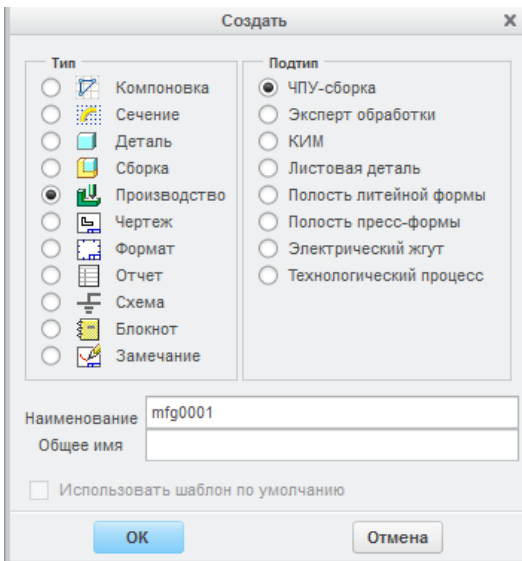 Создать
Тип
Компоновка
Сечение
Деталь
Сборка
Производство
Чертеж
Формат
Отчет
Схема
Блокнот
Замечание
Подтип
ЧПУ-сборка
Эксперт обработки
КИМ
Листовая деталь
Полость литейной формы
Полость пресс-формы
Электрический жгут
Технологический процесс
Наименование mfg0001
Общее имя
Использовать шаблон по умолчанию
OK Отмена